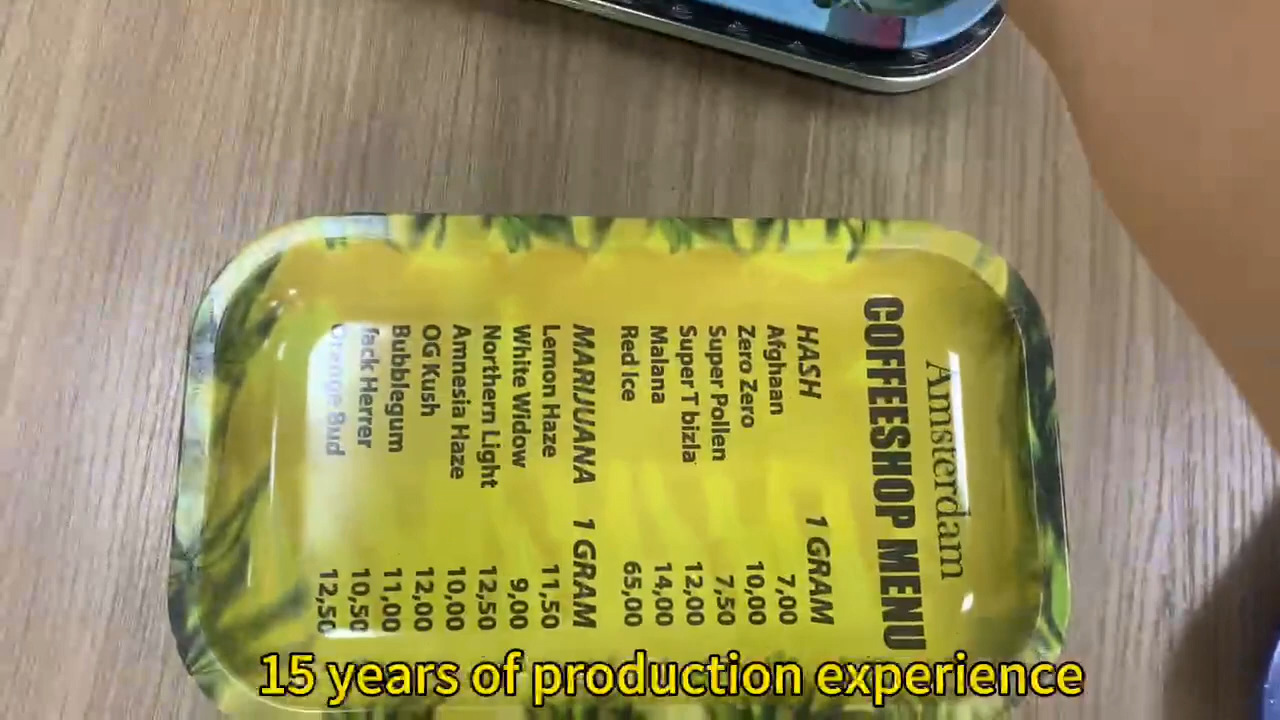 Amsterdam
COFFEESHOP MENU
HASH 1 GRAM
Afghaan 7,00
Zero Zero 10,00
Super Pollen 7,50
Super T bizla 12,00
Malana 14,00
Red Ice 65,00
MARIJUANA 1 GRAM
Lemon Haze 11,50
White Widow 9,00
Northern Light 12,50
Amnesia Haze 10,00
OG Kush 12,00
Bubblegum 11,00
Jack Herrer 10,50
Orange Bud 12,50
15 years of production experience